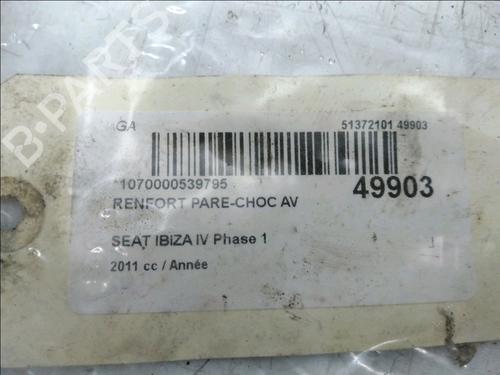 B-PARTS
GA 51372101 49903
*1070000539795
49903
RENFORT PARE-CHOC AV
SEAT IBIZA IV Phase 1
2011 cc / Année